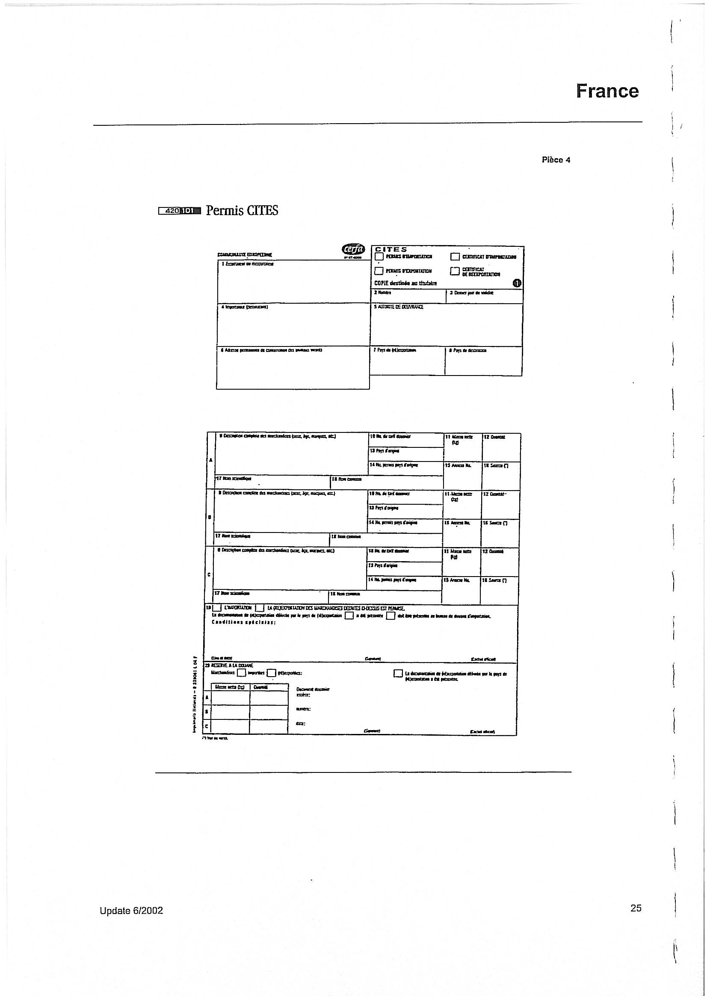 France
Pièce 4
420 101 Permis CITES
COMMUNAUTE EUROPEENNE
cerfa
CITES
PERMIS D'IMPORTATION
CERTIFICAT D'IMPORTATION
PERMIS D'EXPORTATION
CERTIFICAT
DE REEXPORTATION
COPIE destinée au titulaire
1
1 Exportateur ou réexportateur
2 Numéro
3 Dernier jour de validité
4 Importateur (destinataire)
5 AUTORITE DE DELIVRANCE
6 Adresse permanente de conservation des animaux vivants
7 Pays de (ré)exportation
8 Pays de destination
A
9 Description complète des marchandises (sexe, âge, marques, etc.)
10 No. de tarif douanier
11 Masse nette
(kg)
12 Quantité
13 Pays d'origine
14 No. permis pays d'origine
15 Annexe No.
16 Source (*)
17 Nom scientifique
18 Nom commun
B
9 Description complète des marchandises (sexe, âge, marques, etc.)
10 No. de tarif douanier
11 Masse nette
(kg)
12 Quantité
13 Pays d'origine
14 No. permis pays d'origine
15 Annexe No.
16 Source (*)
17 Nom scientifique
18 Nom commun
C
9 Description complète des marchandises (sexe, âge, marques, etc.)
10 No. de tarif douanier
11 Masse nette
(kg)
12 Quantité
13 Pays d'origine
14 No. permis pays d'origine
15 Annexe No.
16 Source (*)
17 Nom scientifique
18 Nom commun
19 L'IMPORTATION LA (RE)EXPORTATION DES MARCHANDISES DECRITES CI-DESSUS EST PERMISE.
La documentation de (ré)exportation délivrée par le pays de (ré)exportation a été présentée doit être présentée au bureau de douane d'importation.
Conditions spéciales:
(Lieu et date)
(Signature)
(Cachet officiel)
20 RESERVE A LA DOUANE
Marchandises importées (ré)exportées:
La documentation de (ré)exportation délivrée par le pays de
(ré)exportation a été présentée.
Masse nette (kg)
Quantité
Document douanier
A
espèce:
B
numéro:
C
date:
(Signature)
(Cachet officiel)
(*) Voir au verso.
Imprimerie Nationale
Update 6/2002
25